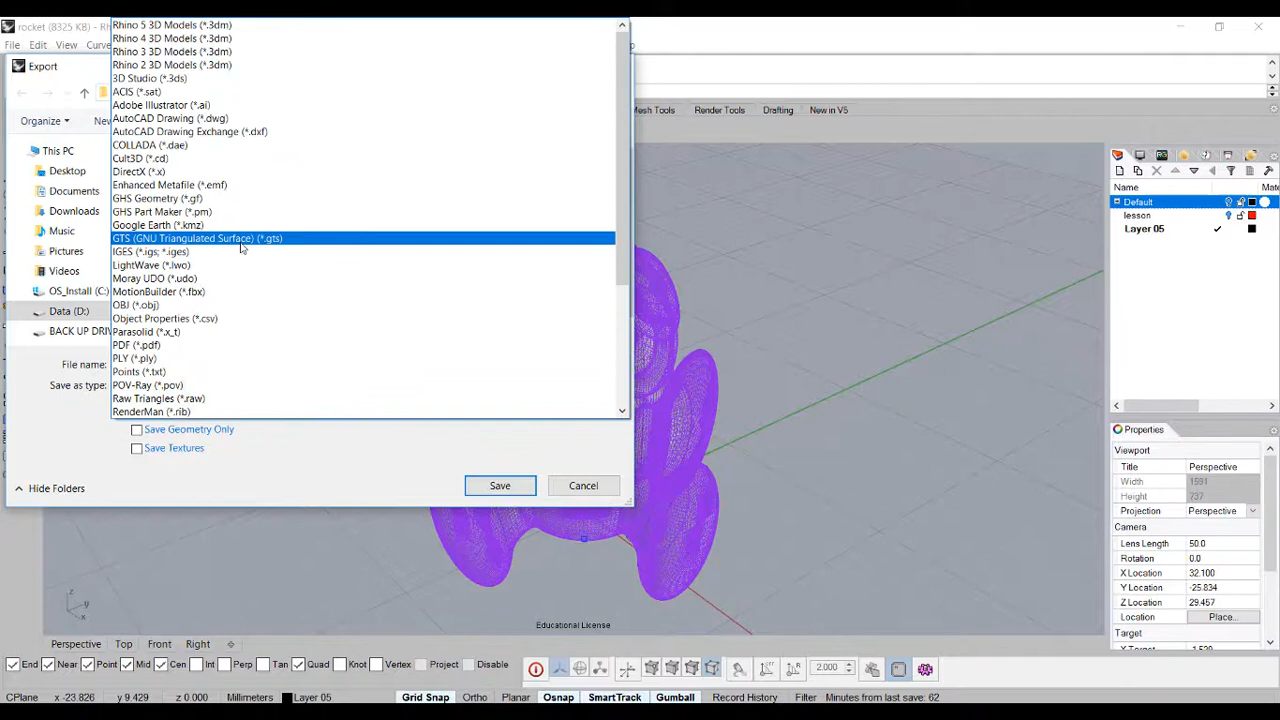 rocket (8325 KB) - Rh
File Edit View Curve
Export
Rhino 5 3D Models (*.3dm)
Rhino 4 3D Models (*.3dm)
Rhino 3 3D Models (*.3dm)
Rhino 2 3D Models (*.3dm)
3D Studio (*.3ds)
ACIS (*.sat)
Adobe Illustrator (*.ai)
AutoCAD Drawing (*.dwg)
AutoCAD Drawing Exchange (*.dxf)
COLLADA (*.dae)
Cult3D (*.cd)
DirectX (*.x)
Enhanced Metafile (*.emf)
GHS Geometry (*.gf)
GHS Part Maker (*.pm)
Google Earth (*.kmz)
GTS (GNU Triangulated Surface) (*.gts)
IGES (*.igs; *.iges)
LightWave (*.lwo)
Moray UDO (*.udo)
MotionBuilder (*.fbx)
OBJ (*.obj)
Object Properties (*.csv)
Parasolid (*.x_t)
PDF (*.pdf)
PLY (*.ply)
Points (*.txt)
POV-Ray (*.pov)
Raw Triangles (*.raw)
RenderMan (*.rib)
Organize
New
This PC
Desktop
Documents
Downloads
Music
Pictures
Videos
OS_Install (C:)
Data (D:)
BACK UP DRIV
File name:
Save as type:
Save Geometry Only
Save Textures
Hide Folders
Save
Cancel
Mesh Tools Render Tools Drafting New in V5
Name Mate
Default
lesson
Layer 05
Properties
Viewport
Title Perspective
Width 1591
Height 737
Projection Perspective
Camera
Lens Length 50.0
Rotation 0.0
X Location 32.100
Y Location -25.834
Z Location 29.457
Location Place...
Target
X Target -1.529
z
y
x
Educational License
Perspective Top Front Right
End Near Point Mid Cen Int Perp Tan Quad Knot Vertex Project Disable
2.000
CPlane x -23.826 y 9.429 z 0.000 Millimeters Layer 05 Grid Snap Ortho Planar Osnap SmartTrack Gumball Record History Filter Minutes from last save: 62